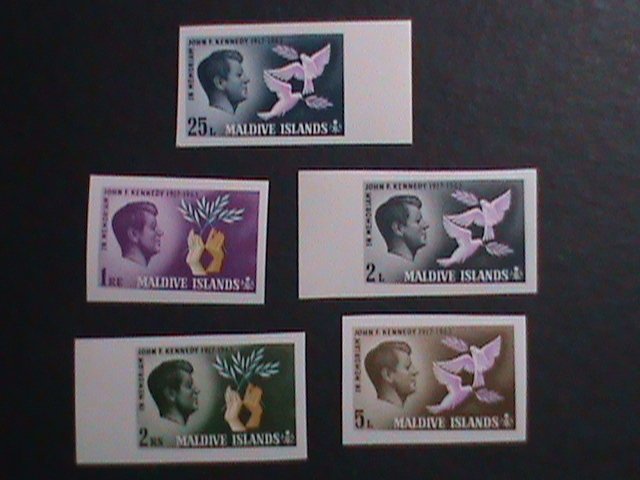 JOHN F. KENNEDY 1917-1963
IN MEMORIAM
25 L. MALDIVE ISLANDS
JOHN F. KENNEDY 1917-1963
IN MEMORIAM
1 RE. MALDIVE ISLANDS
JOHN F. KENNEDY 1917-1963
IN MEMORIAM
2 L. MALDIVE ISLANDS
JOHN F. KENNEDY 1917-1963
IN MEMORIAM
2 RS. MALDIVE ISLANDS
JOHN F. KENNEDY 1917-1963
IN MEMORIAM
5 L. MALDIVE ISLANDS